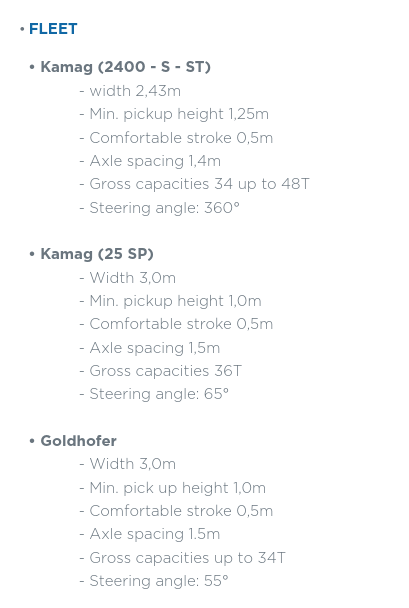 • FLEET
• Kamag (2400 - S - ST)
- width 2,43m
- Min. pickup height 1,25m
- Comfortable stroke 0,5m
- Axle spacing 1,4m
- Gross capacities 34 up to 48T
- Steering angle: 360°
• Kamag (25 SP)
- Width 3,0m
- Min. pickup height 1,0m
- Comfortable stroke 0,5m
- Axle spacing 1,5m
- Gross capacities 36T
- Steering angle: 65°
• Goldhofer
- Width 3,0m
- Min. pick up height 1,0m
- Comfortable stroke 0,5m
- Axle spacing 1.5m
- Gross capacities up to 34T
- Steering angle: 55°